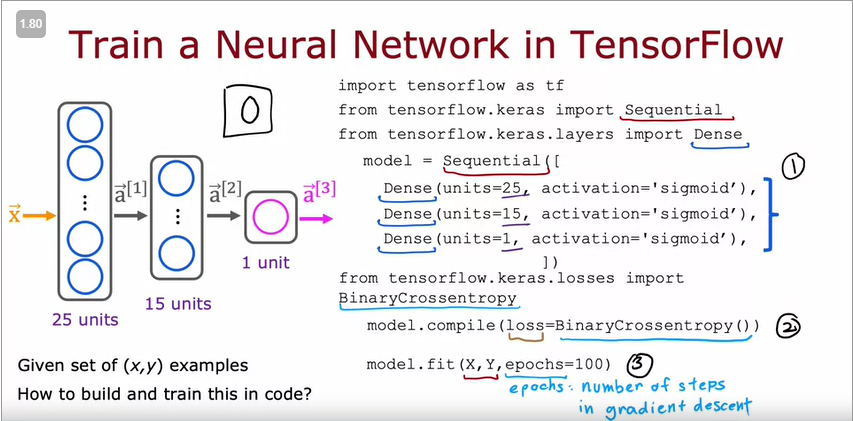 1.80
Train a Neural Network in TensorFlow
0
x⃗
a⃗[1]
a⃗[2]
a⃗[3]
25 units
15 units
1 unit
Given set of (x,y) examples
How to build and train this in code?
import tensorflow as tf
from tensorflow.keras import Sequential
from tensorflow.keras.layers import Dense
model = Sequential([
Dense(units=25, activation='sigmoid’),
Dense(units=15, activation='sigmoid’),
Dense(units=1, activation='sigmoid’),
])
①
from tensorflow.keras.losses import
BinaryCrossentropy
model.compile(loss=BinaryCrossentropy()) ②
model.fit(X,Y,epochs=100) ③
epochs: number of steps
in gradient descent